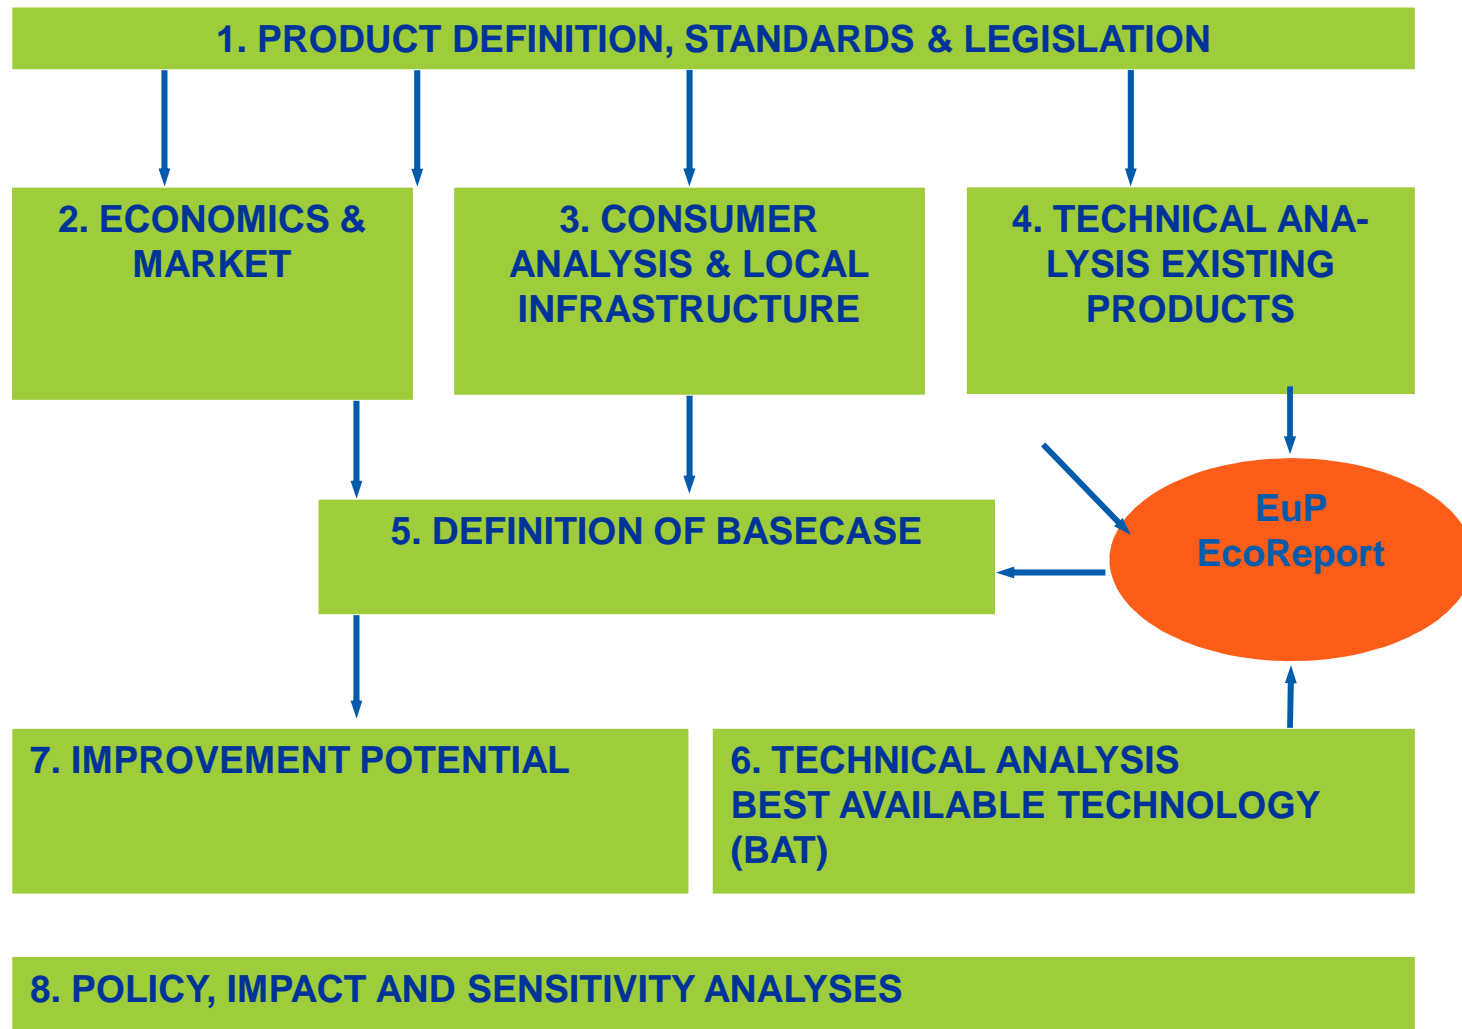 1. PRODUCT DEFINITION, STANDARDS & LEGISLATION
2. ECONOMICS &
MARKET
3. CONSUMER
ANALYSIS & LOCAL
INFRASTRUCTURE
4. TECHNICAL ANA-
LYSIS EXISTING
PRODUCTS
5. DEFINITION OF BASECASE
EuP
EcoReport
7. IMPROVEMENT POTENTIAL
6. TECHNICAL ANALYSIS
BEST AVAILABLE TECHNOLOGY
(BAT)
8. POLICY, IMPACT AND SENSITIVITY ANALYSES